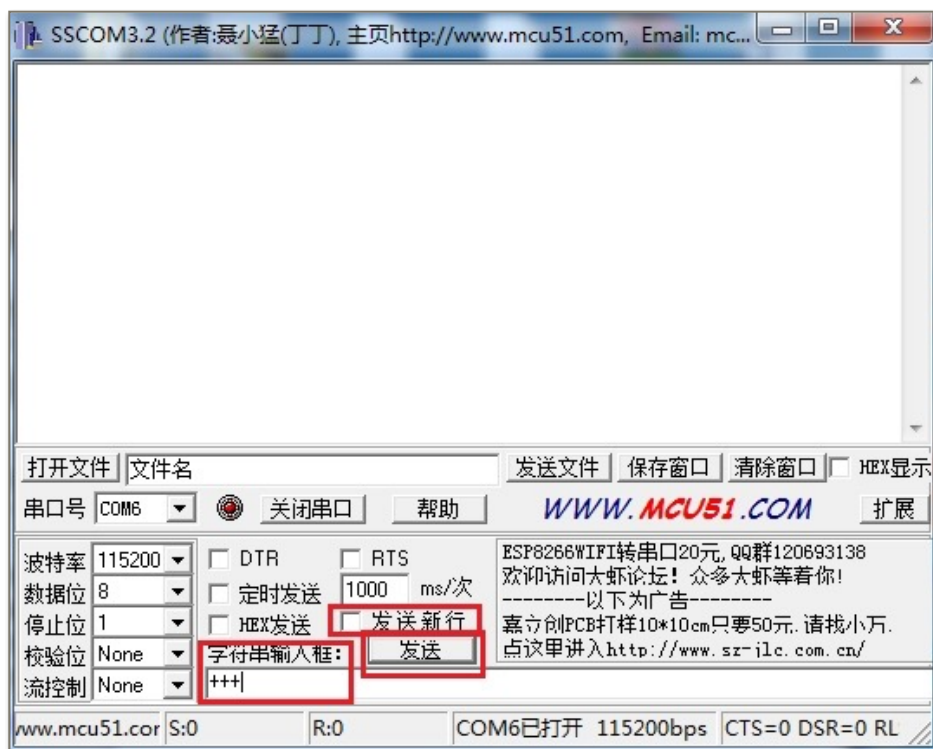 SSCOM3.2 (作者:聂小猛(丁丁), 主页http://www.mcu51.com, Email: mc...
打开文件 文件名 发送文件 保存窗口 清除窗口 HEX显示
串口号 COM6 关闭串口 帮助 WWW.MCU51.COM 扩展
波特率 115200 DTR RTS
数据位 8 定时发送 1000 ms/次
停止位 1 HEX发送 发送新行
校验位 None 字符串输入框: 发送
流控制 None +++
ESP8266WIFI转串口20元,QQ群120693138
欢迎访问大虾论坛!众多大虾等着你!
--------以下为广告--------
嘉立创PCB打样10*10cm只要50元.请找小万.
点这里进入http://www.sz-jlc.com.cn/
www.mcu51.cor S:0 R:0 COM6已打开 115200bps CTS=0 DSR=0 RL